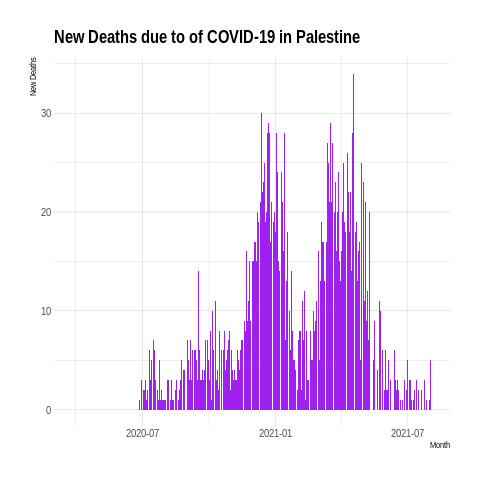 New Deaths due to of COVID-19 in Palestine
New Deaths
30
20
10
0
2020-07
2021-01
2021-07
Month